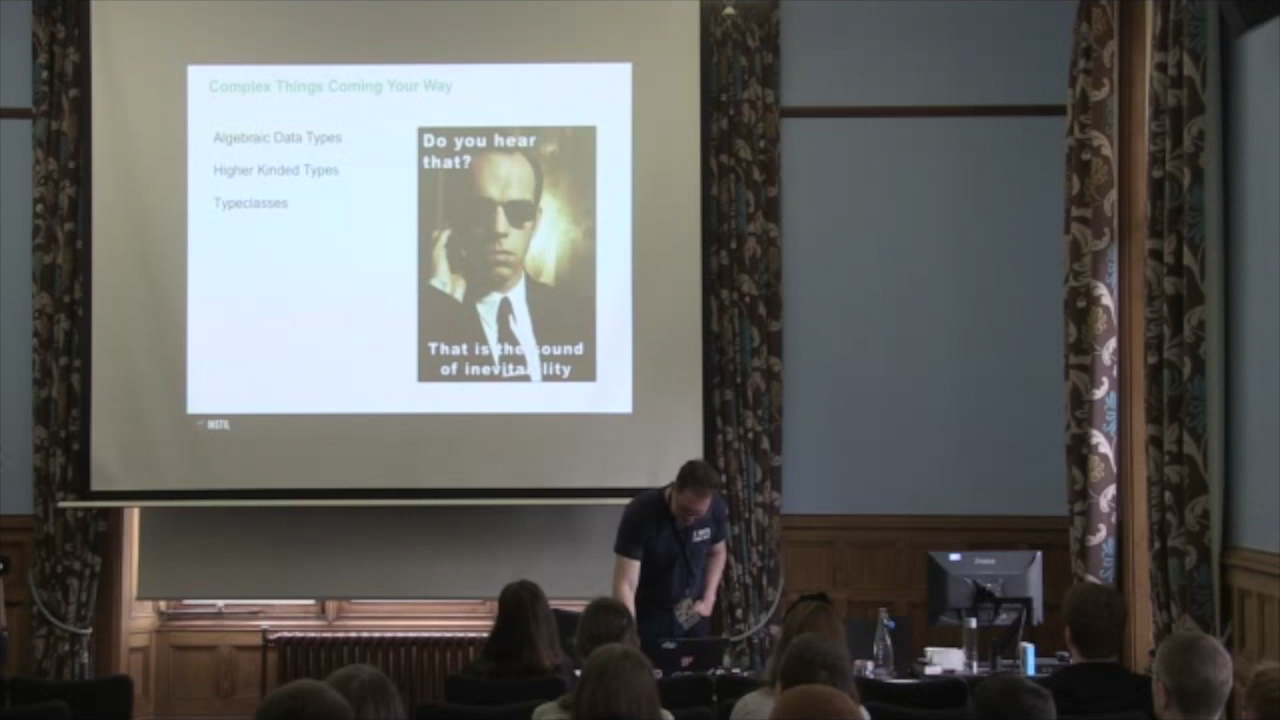 Complex Things Coming Your Way
Algebraic Data Types
Higher Kinded Types
Typeclasses
Do you hear
that?
That is the sound
of inevitability
INSTIL